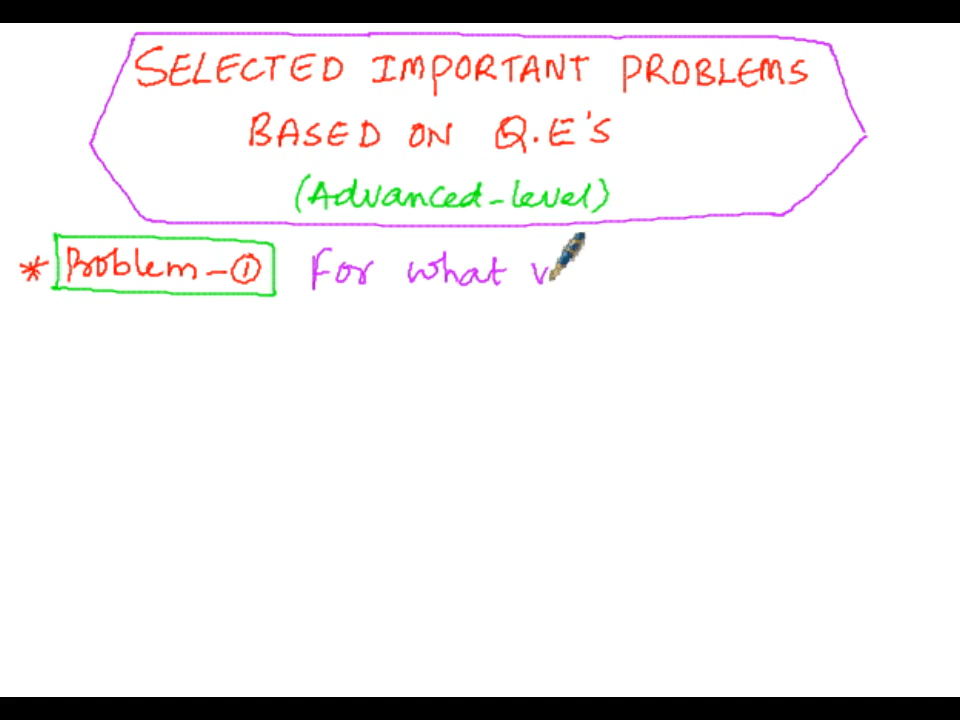 SELECTED IMPORTANT PROBLEMS
BASED ON Q.E'S
(Advanced-level)
* Problem-① For what v